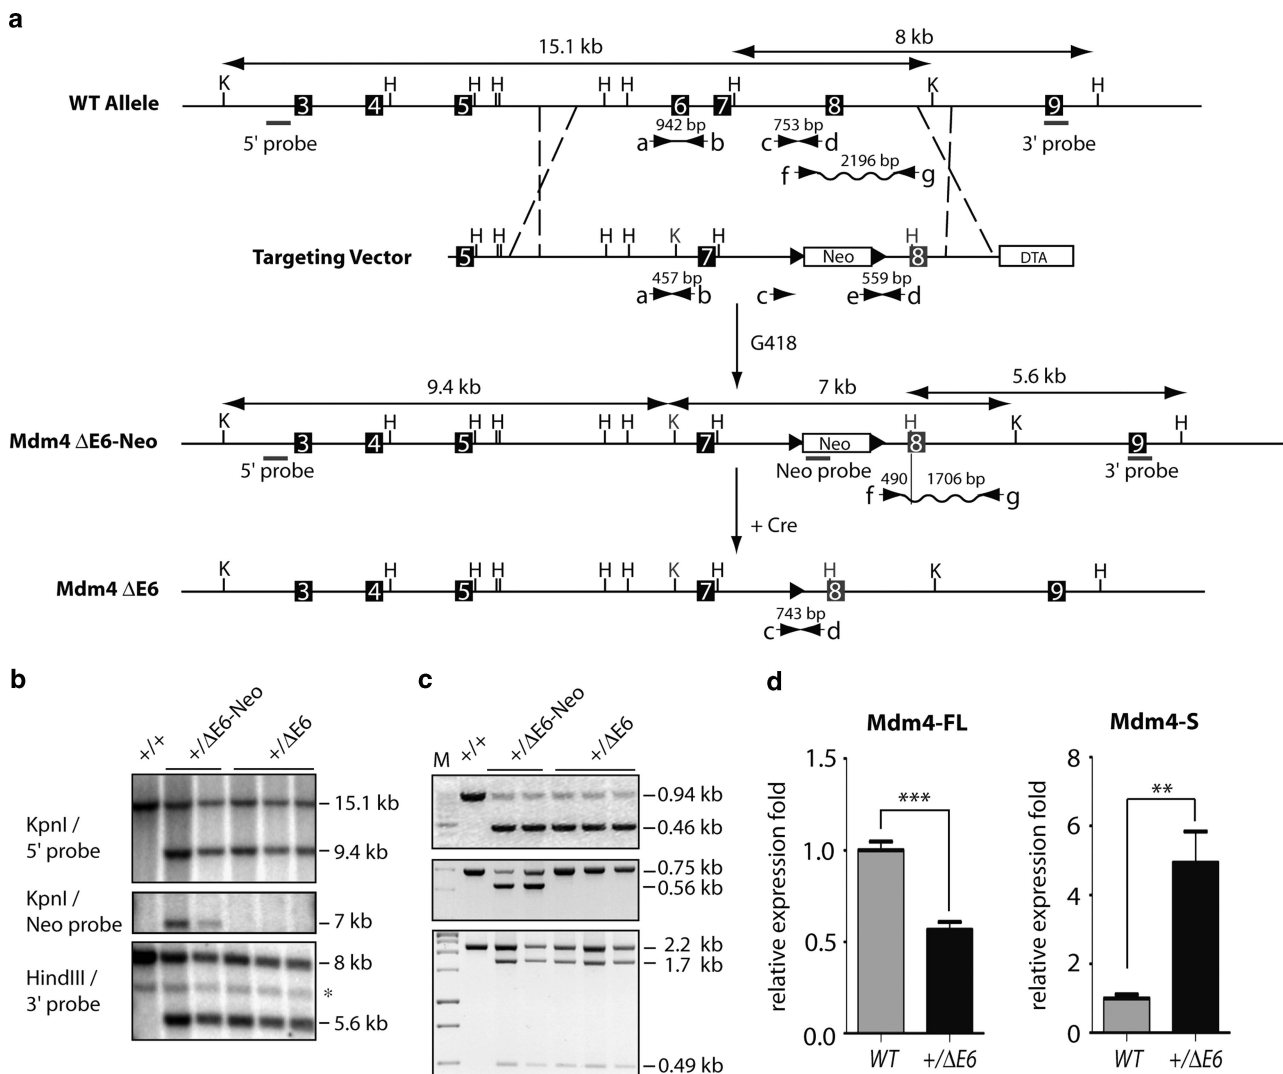 a
15.1 kb
8 kb
K H H H H H H K H
WT Allele
3 4 5 6 7 8 9
5' probe
942 bp
a b
753 bp
c d
3' probe
2196 bp
f g
H H H H K H H
Targeting Vector
5 7 Neo 8 DTA
457 bp
a b
c
559 bp
e d
G418
9.4 kb
7 kb
5.6 kb
K H H H H H K H H K H
Mdm4 ΔE6-Neo
3 4 5 7 Neo 8 9
5' probe
Neo probe
3' probe
490
1706 bp
f g
+ Cre
K H H H H H K H H K H
Mdm4 ΔE6
3 4 5 7 8 9
743 bp
c d
b
+/+
+/ΔE6-Neo
+/ΔE6
KpnI /
5' probe
15.1 kb
9.4 kb
KpnI /
Neo probe
7 kb
HindIII /
3' probe
8 kb
*
5.6 kb
c
M
+/+
+/ΔE6-Neo
+/ΔE6
0.94 kb
0.46 kb
0.75 kb
0.56 kb
2.2 kb
1.7 kb
0.49 kb
d
Mdm4-FL
relative expression fold
1.5
1.0
0.5
0.0
***
WT
+/ΔE6
Mdm4-S
relative expression fold
8
6
4
2
0
**
WT
+/ΔE6